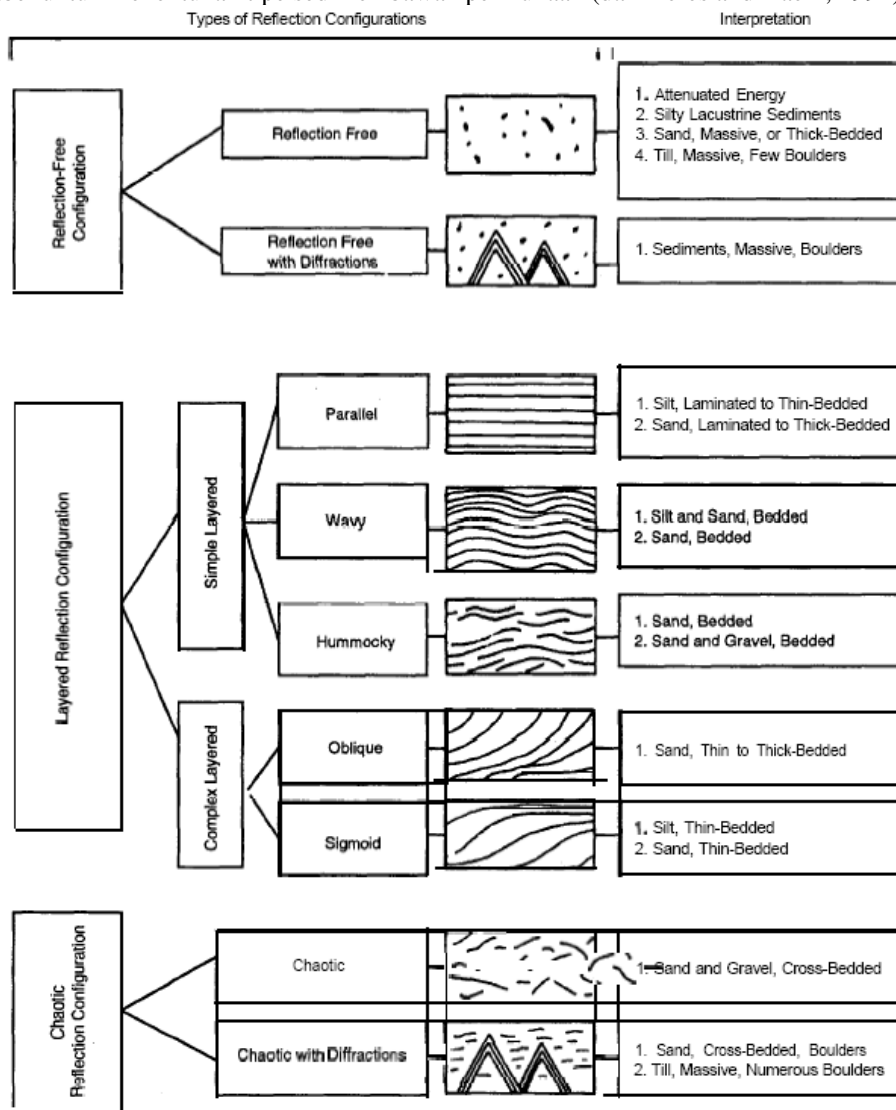 Types of Reflection Configurations
Interpretation
Reflection-Free
Configuration
Reflection Free
1. Attenuated Energy
2. Silty Lacustrine Sediments
3. Sand, Massive, or Thick-Bedded
4. Till, Massive, Few Boulders
Reflection Free
with Diffractions
1. Sediments, Massive, Boulders
Layered Reflection Configuration
Simple Layered
Parallel
1. Silt, Laminated to Thin-Bedded
2. Sand, Laminated to Thick-Bedded
Wavy
1. Silt and Sand, Bedded
2. Sand, Bedded
Hummocky
1. Sand, Bedded
2. Sand and Gravel, Bedded
Complex Layered
Oblique
1. Sand, Thin to Thick-Bedded
Sigmoid
1. Silt, Thin-Bedded
2. Sand, Thin-Bedded
Chaotic
Reflection Configuration
Chaotic
1. Sand and Gravel, Cross-Bedded
Chaotic with Diffractions
1. Sand, Cross-Bedded, Boulders
2. Till, Massive, Numerous Boulders